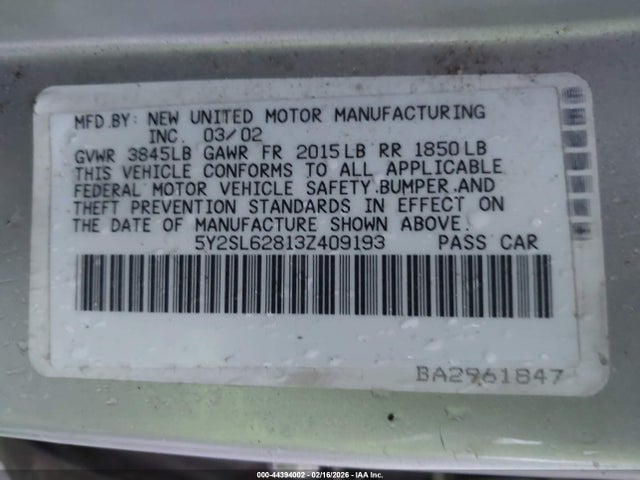 MFD.BY: NEW UNITED MOTOR MANUFACTURING
INC. 03/02
GVWR 3845LB GAWR FR 2015LB RR 1850LB
THIS VEHICLE CONFORMS TO ALL APPLICABLE
FEDERAL MOTOR VEHICLE SAFETY.BUMPER.AND
THEFT PREVENTION STANDARDS IN EFFECT ON
THE DATE OF MANUFACTURE SHOWN ABOVE.
5Y2SL62813Z409193 PASS CAR
BA2961847
000-44394002 - 02/16/2026 - IAA Inc.